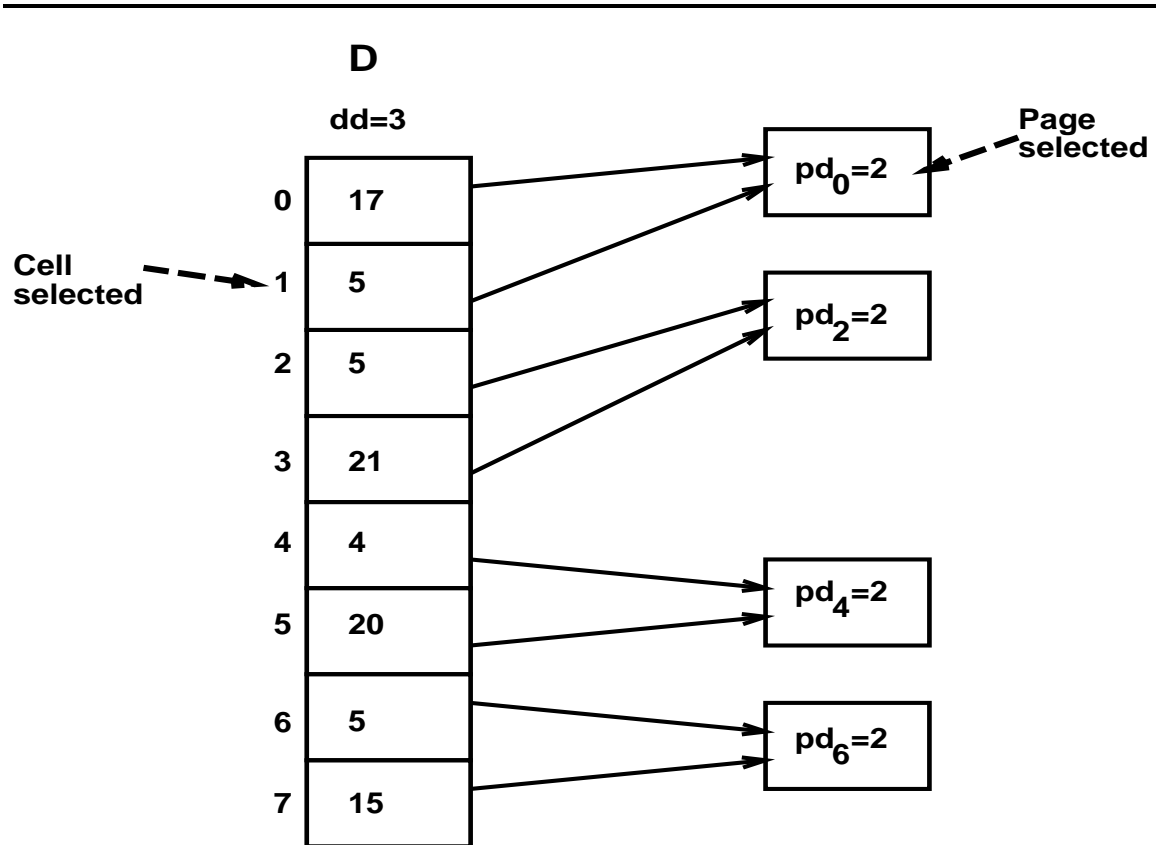 D
dd=3
Page
selected
pd0=2
0 17
Cell
selected
1 5
pd2=2
2 5
3 21
4 4
pd4=2
5 20
6 5
pd6=2
7 15